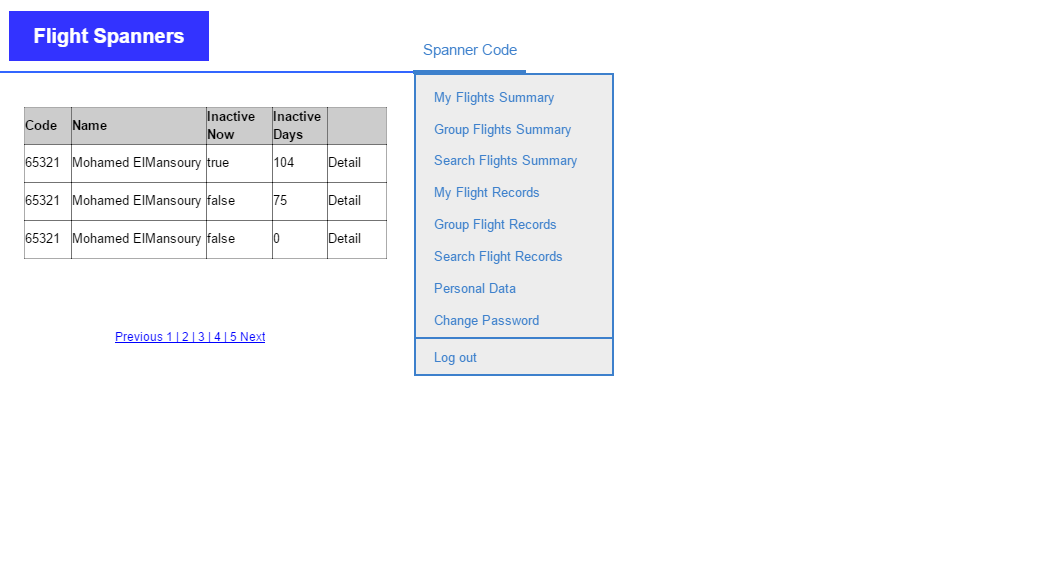 Flight Spanners
Spanner Code
Code Name Inactive Now Inactive Days
65321 Mohamed ElMansoury true 104 Detail
65321 Mohamed ElMansoury false 75 Detail
65321 Mohamed ElMansoury false 0 Detail
Previous 1 | 2 | 3 | 4 | 5 Next
My Flights Summary
Group Flights Summary
Search Flights Summary
My Flight Records
Group Flight Records
Search Flight Records
Personal Data
Change Password
Log out